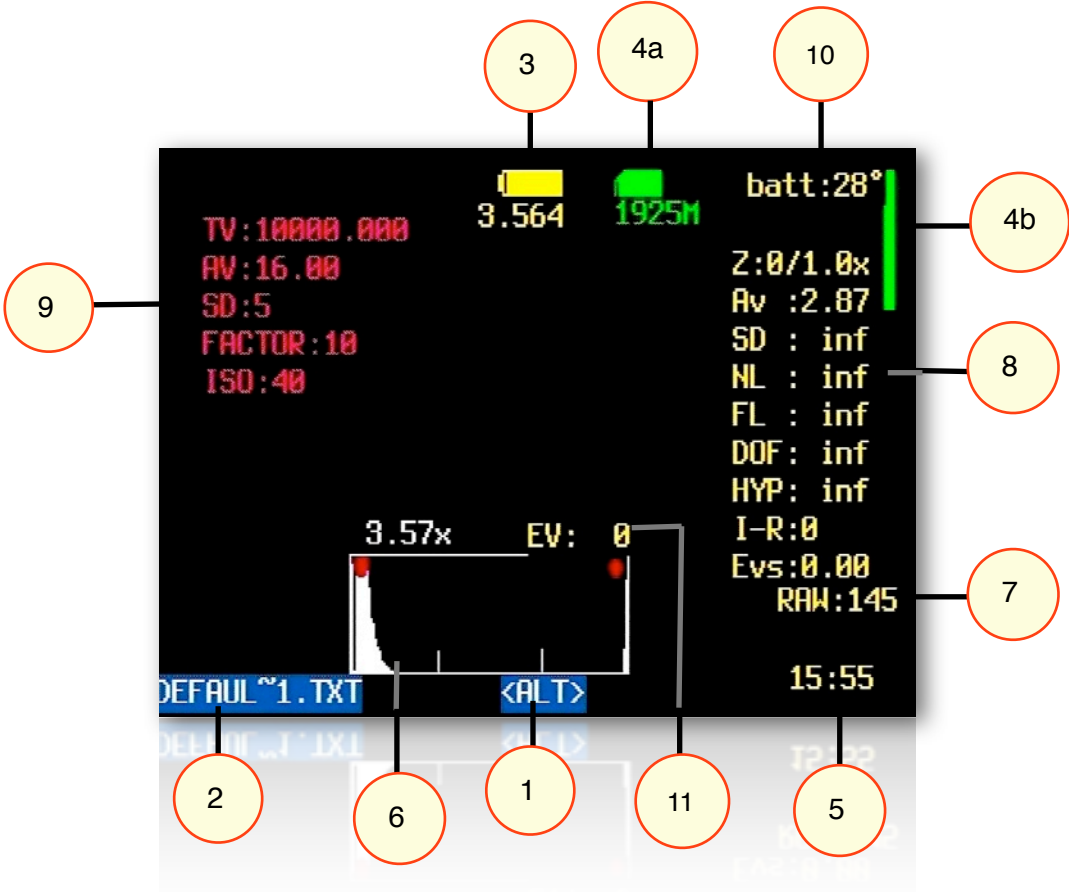 3
4a
10
batt:28°
3.564
1925M
4b
TV:10000.000
AV:16.00
Z:0/1.0x
9
SD:5
Av :2.87
FACTOR:10
SD : inf
8
ISO:40
NL : inf
FL : inf
DOF: inf
HYP: inf
3.57x
EV: 0
I-R:0
Evs:0.00
7
RAW:145
DEFAUL~1.TXT
<ALT>
15:55
2
6
1
11
5